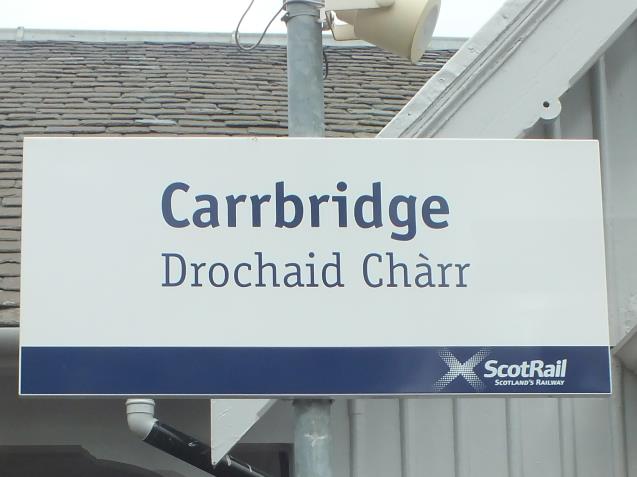 Carrbridge
Drochaid Chàrr
ScotRail
SCOTLAND'S RAILWAY